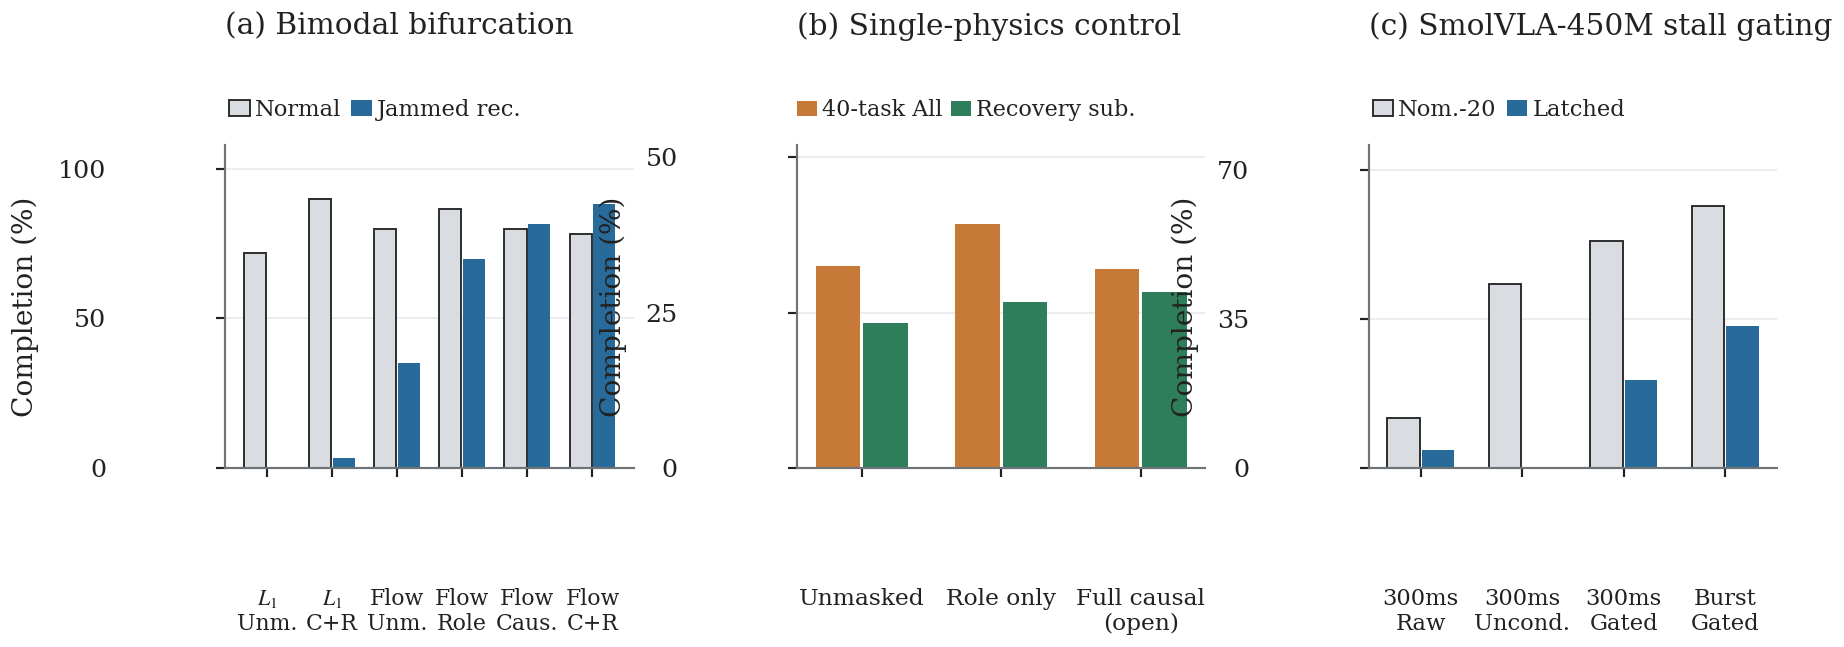 (a) Bimodal bifurcation
Normal Jammed rec.
Completion (%)
100
50
0
L₁ Unm.
L₁ C+R
Flow Unm.
Flow Role
Flow Caus.
Flow C+R
(b) Single-physics control
40-task All Recovery sub.
Completion (%)
50
25
0
Unmasked
Role only
Full causal
(open)
(c) SmolVLA-450M stall gating
Nom.-20 Latched
Completion (%)
70
35
0
300ms Raw
300ms Uncond.
300ms Gated
Burst Gated